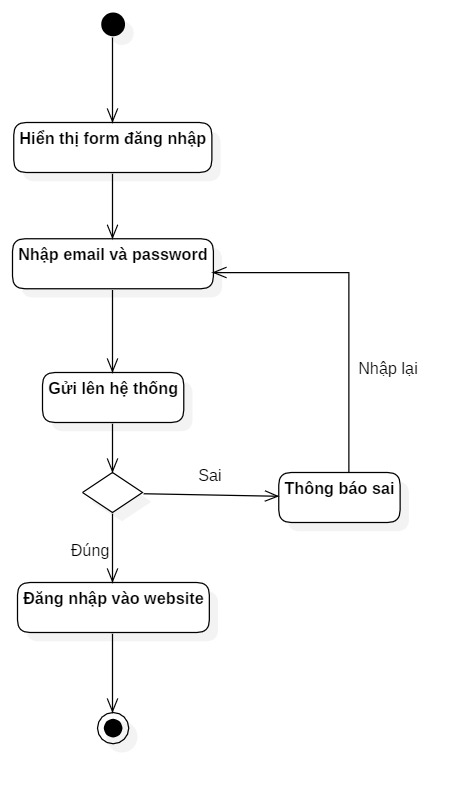 Hiển thị form đăng nhập
Nhập email và password
Nhập lại
Gửi lên hệ thống
Sai
Thông báo sai
Đúng
Đăng nhập vào website